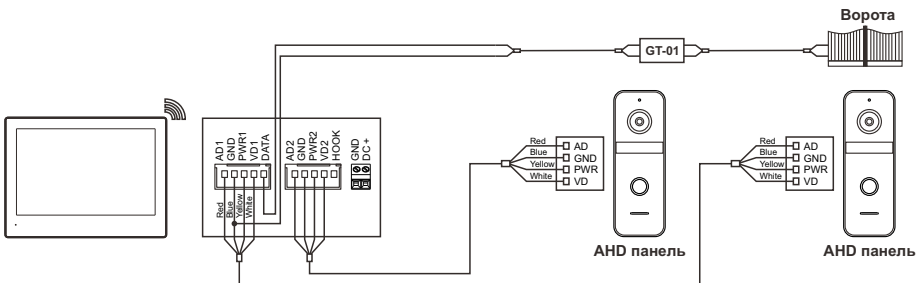 Ворота
GT-01
AD1
GND
PWR1
VD1
DATA
AD2
GND
PWR2
VD2
HOOK
GND
DC+
Red
Blue
Yellow
White
Red
Blue
Yellow
White
AD
GND
PWR
VD
AHD панель
Red
Blue
Yellow
White
AD
GND
PWR
VD
AHD панель